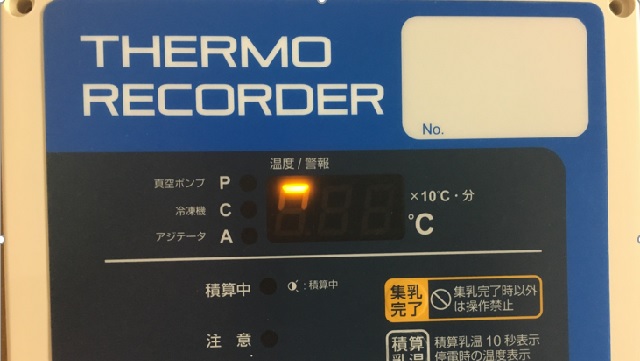 THERMO
RECORDER
No.
温度/警報
真空ポンプ P
冷凍機 C
アジテータ A
×10℃・分
℃
積算中 :積算中
集乳
完了
集乳完了時以外
は操作禁止
注意
積算
乳温
積算乳温10秒表示
停電時の温度表示